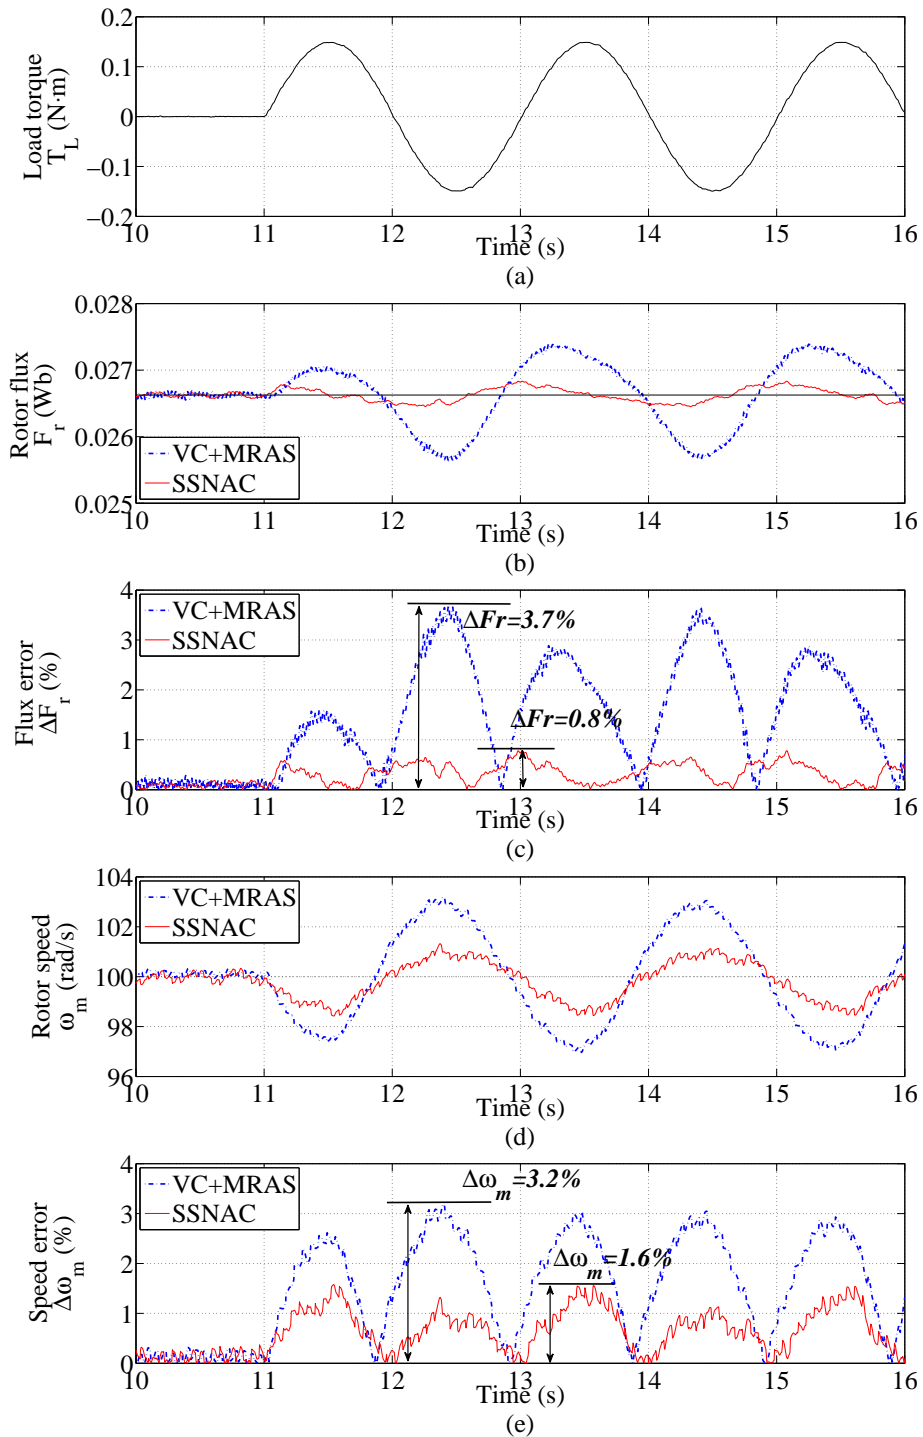 0.2
0.1
0
−0.1
−0.2
Load torque
T_L (N·m)
10 11 12 13 14 15 16
Time (s)
(a)
0.028
0.027
0.026
0.025
Rotor flux
F_r (Wb)
VC+MRAS
SSNAC
10 11 12 13 14 15 16
Time (s)
(b)
4
3
2
1
0
Flux error
ΔF_r (%)
VC+MRAS
SSNAC
ΔFr=3.7%
ΔFr=0.8%
10 11 12 13 14 15 16
Time (s)
(c)
104
102
100
98
96
Rotor speed
ω_m (rad/s)
VC+MRAS
SSNAC
10 11 12 13 14 15 16
Time (s)
(d)
4
3
2
1
0
Speed error
Δω_m (%)
VC+MRAS
SSNAC
Δω_m=3.2%
Δω_m=1.6%
10 11 12 13 14 15 16
Time (s)
(e)